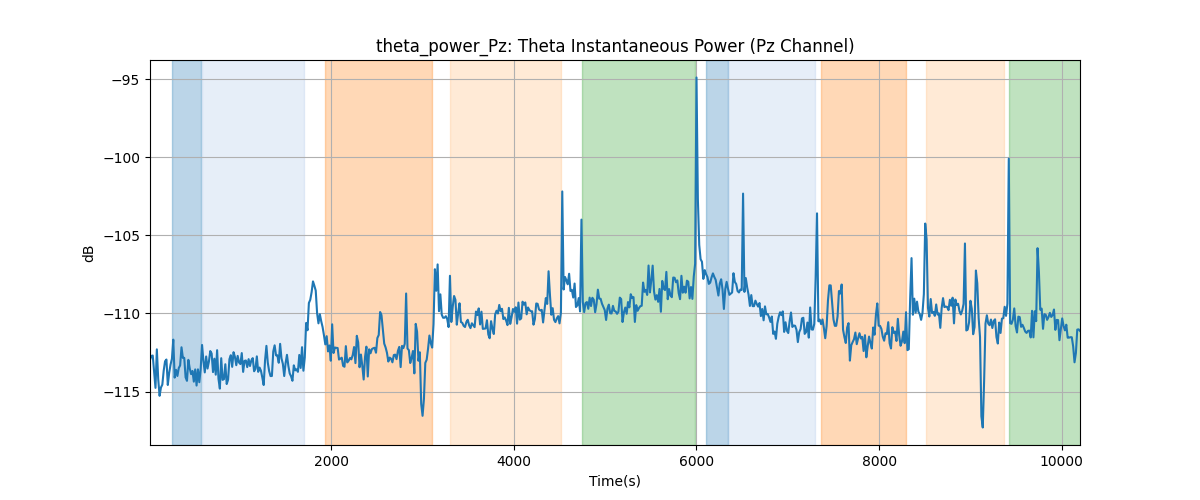 theta_power_Pz: Theta Instantaneous Power (Pz Channel)
−95
−100
−105
−110
−115
dB
2000 4000 6000 8000 10000
Time(s)